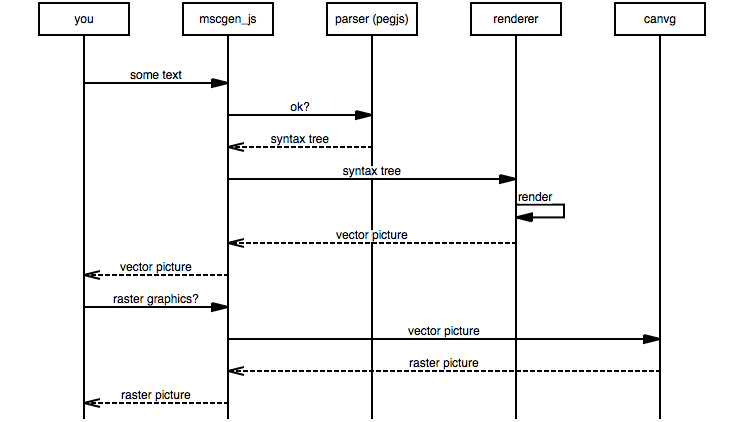 you
mscgen_js
parser (pegjs)
renderer
canvg
some text
ok?
syntax tree
syntax tree
render
vector picture
vector picture
raster graphics?
vector picture
raster picture
raster picture